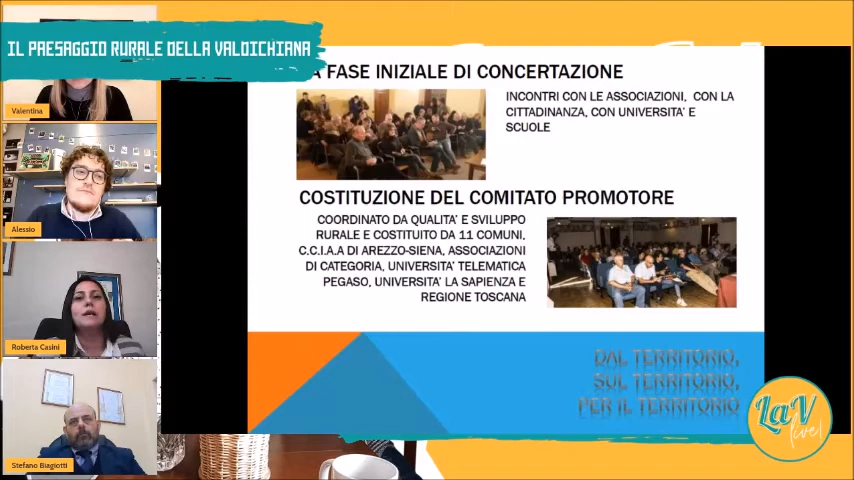 IL PAESAGGIO RURALE DELLA VALDICHIANA
Valentina
Alessio
Roberta Casini
Stefano Biagiotti
FASE INIZIALE DI CONCERTAZIONE
INCONTRI CON LE ASSOCIAZIONI, CON LA
CITTADINANZA, CON UNIVERSITA' E
SCUOLE
COSTITUZIONE DEL COMITATO PROMOTORE
COORDINATO DA QUALITA' E SVILUPPO
RURALE E COSTITUITO DA 11 COMUNI,
C.C.I.A.A DI AREZZO-SIENA, ASSOCIAZIONI
DI CATEGORIA, UNIVERSITA' TELEMATICA
PEGASO, UNIVERSITA' LA SAPIENZA E
REGIONE TOSCANA
DAL TERRITORIO,
SUL TERRITORIO,
PER IL TERRITORIO
LaV
live!